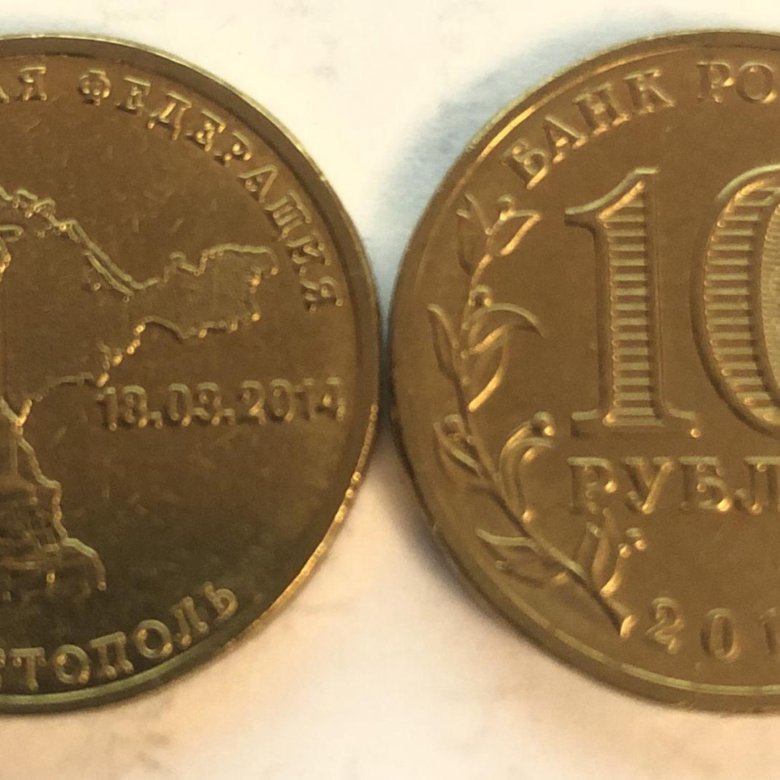 АЯ ФЕДЕРАЦИЯ
18.03.2014
СТОПОЛЬ
БАНК РО
10
РУБЛ
201